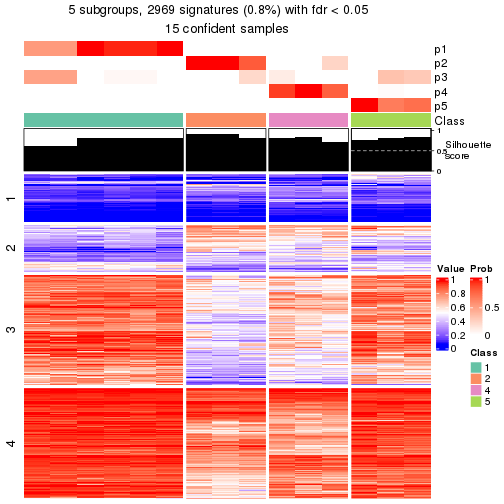 5 subgroups, 2969 signatures (0.8%) with fdr < 0.05
15 confident samples
p1
p2
p3
p4
p5
Class
1
0.5
0
Silhouette
score
1
2
3
4
Value
1
0.8
0.6
0.4
0.2
0
Prob
1
0.5
0
Class
1
2
4
5